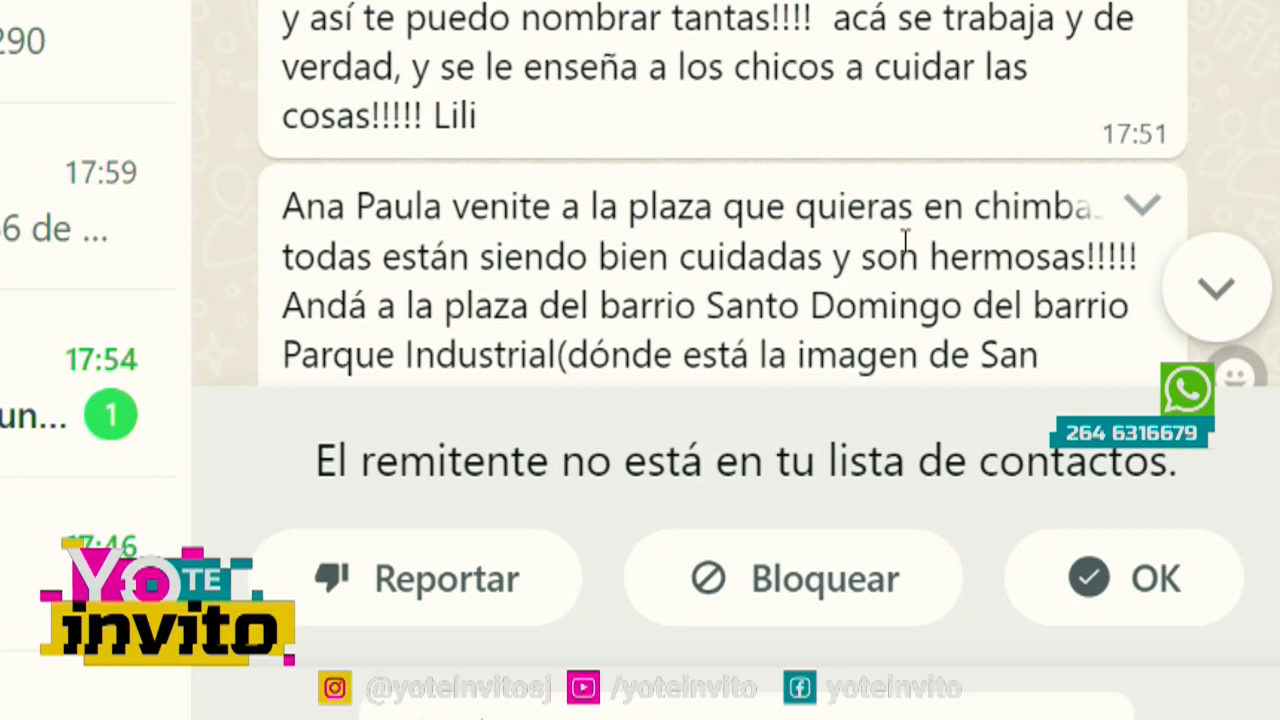 290
y así te puedo nombrar tantas!!!! acá se trabaja y de
verdad, y se le enseña a los chicos a cuidar las
cosas!!!!! Lili
17:51
17:59
6 de ...
Ana Paula venite a la plaza que quieras en chimbas
todas están siendo bien cuidadas y son hermosas!!!!!
Andá a la plaza del barrio Santo Domingo del barrio
Parque Industrial(dónde está la imagen de San
17:54
un...
1
264 6316679
El remitente no está en tu lista de contactos.
17:46
Reportar
Bloquear
OK
YO TE
invito
@yoteinvitosj
/yoteinvito
yoteinvito